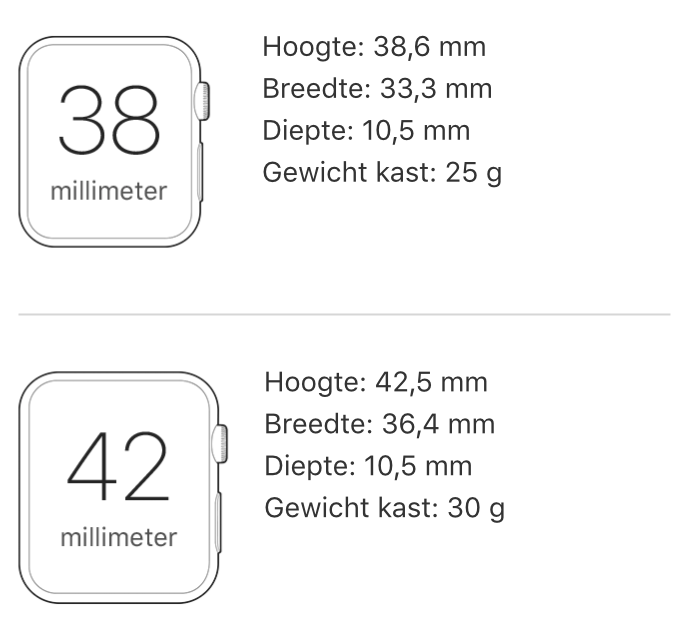 38
millimeter
Hoogte: 38,6 mm
Breedte: 33,3 mm
Diepte: 10,5 mm
Gewicht kast: 25 g
42
millimeter
Hoogte: 42,5 mm
Breedte: 36,4 mm
Diepte: 10,5 mm
Gewicht kast: 30 g